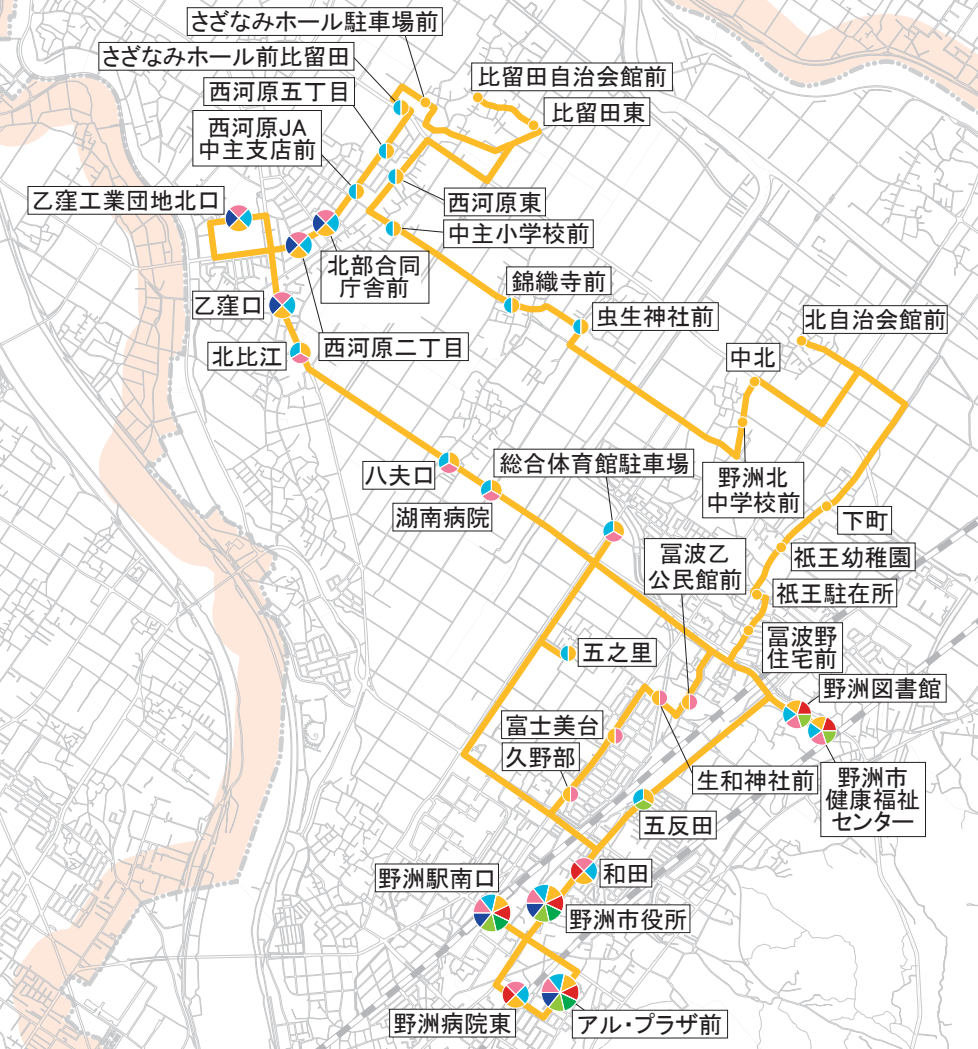 さざなみホール駐車場前
さざなみホール前比留田
比留田自治会館前
西河原五丁目
比留田東
西河原JA
中主支店前
乙窪工業団地北口
西河原東
中主小学校前
北部合同
庁舎前
錦織寺前
乙窪口
虫生神社前
北自治会館前
西河原二丁目
北比江
中北
八夫口
総合体育館駐車場
野洲北
中学校前
湖南病院
下町
冨波乙
公民館前
祇王幼稚園
祇王駐在所
五之里
冨波野
住宅前
野洲図書館
富士美台
久野部
生和神社前
野洲市
健康福祉
センター
五反田
野洲駅南口
和田
野洲市役所
野洲病院東
アル・プラザ前